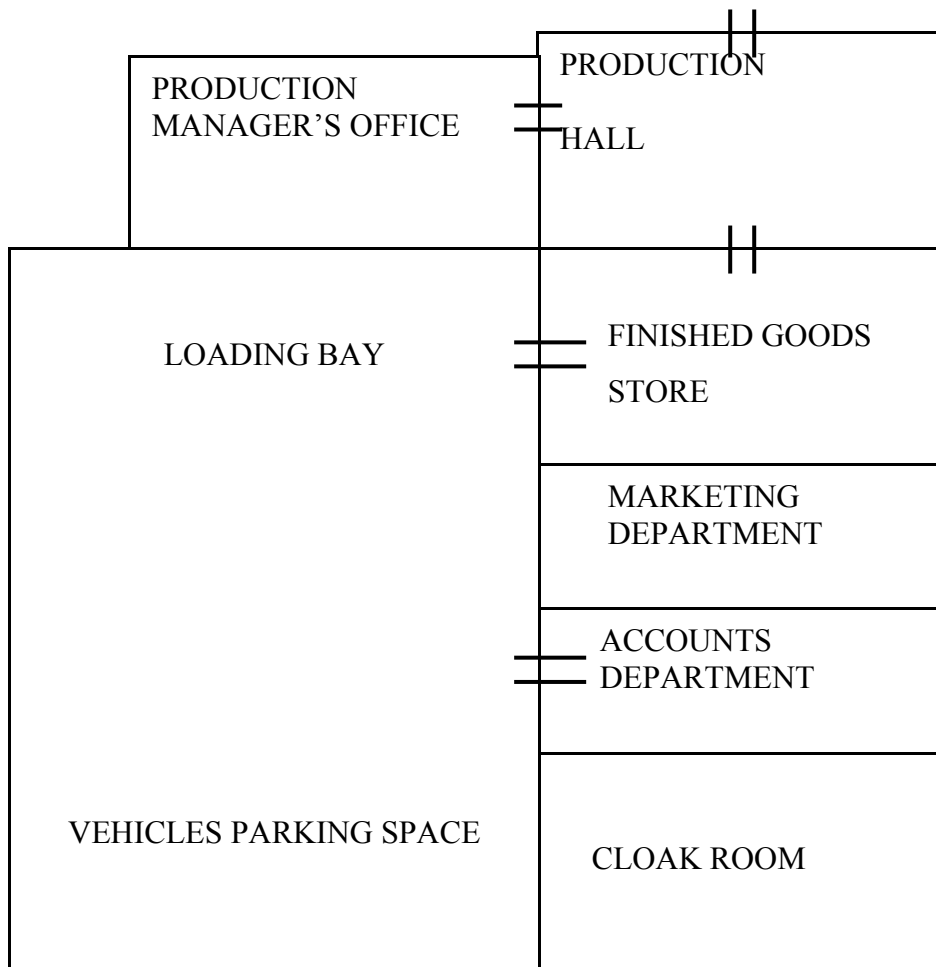 PRODUCTION
MANAGER'S OFFICE
PRODUCTION
HALL
LOADING BAY
FINISHED GOODS
STORE
MARKETING
DEPARTMENT
ACCOUNTS
DEPARTMENT
VEHICLES PARKING SPACE
CLOAK ROOM